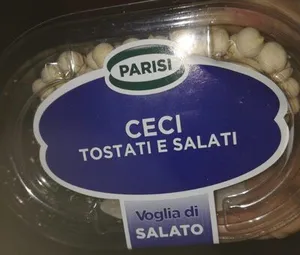 PARISI
CECI
TOSTATI E SALATI
Voglia di
SALATO